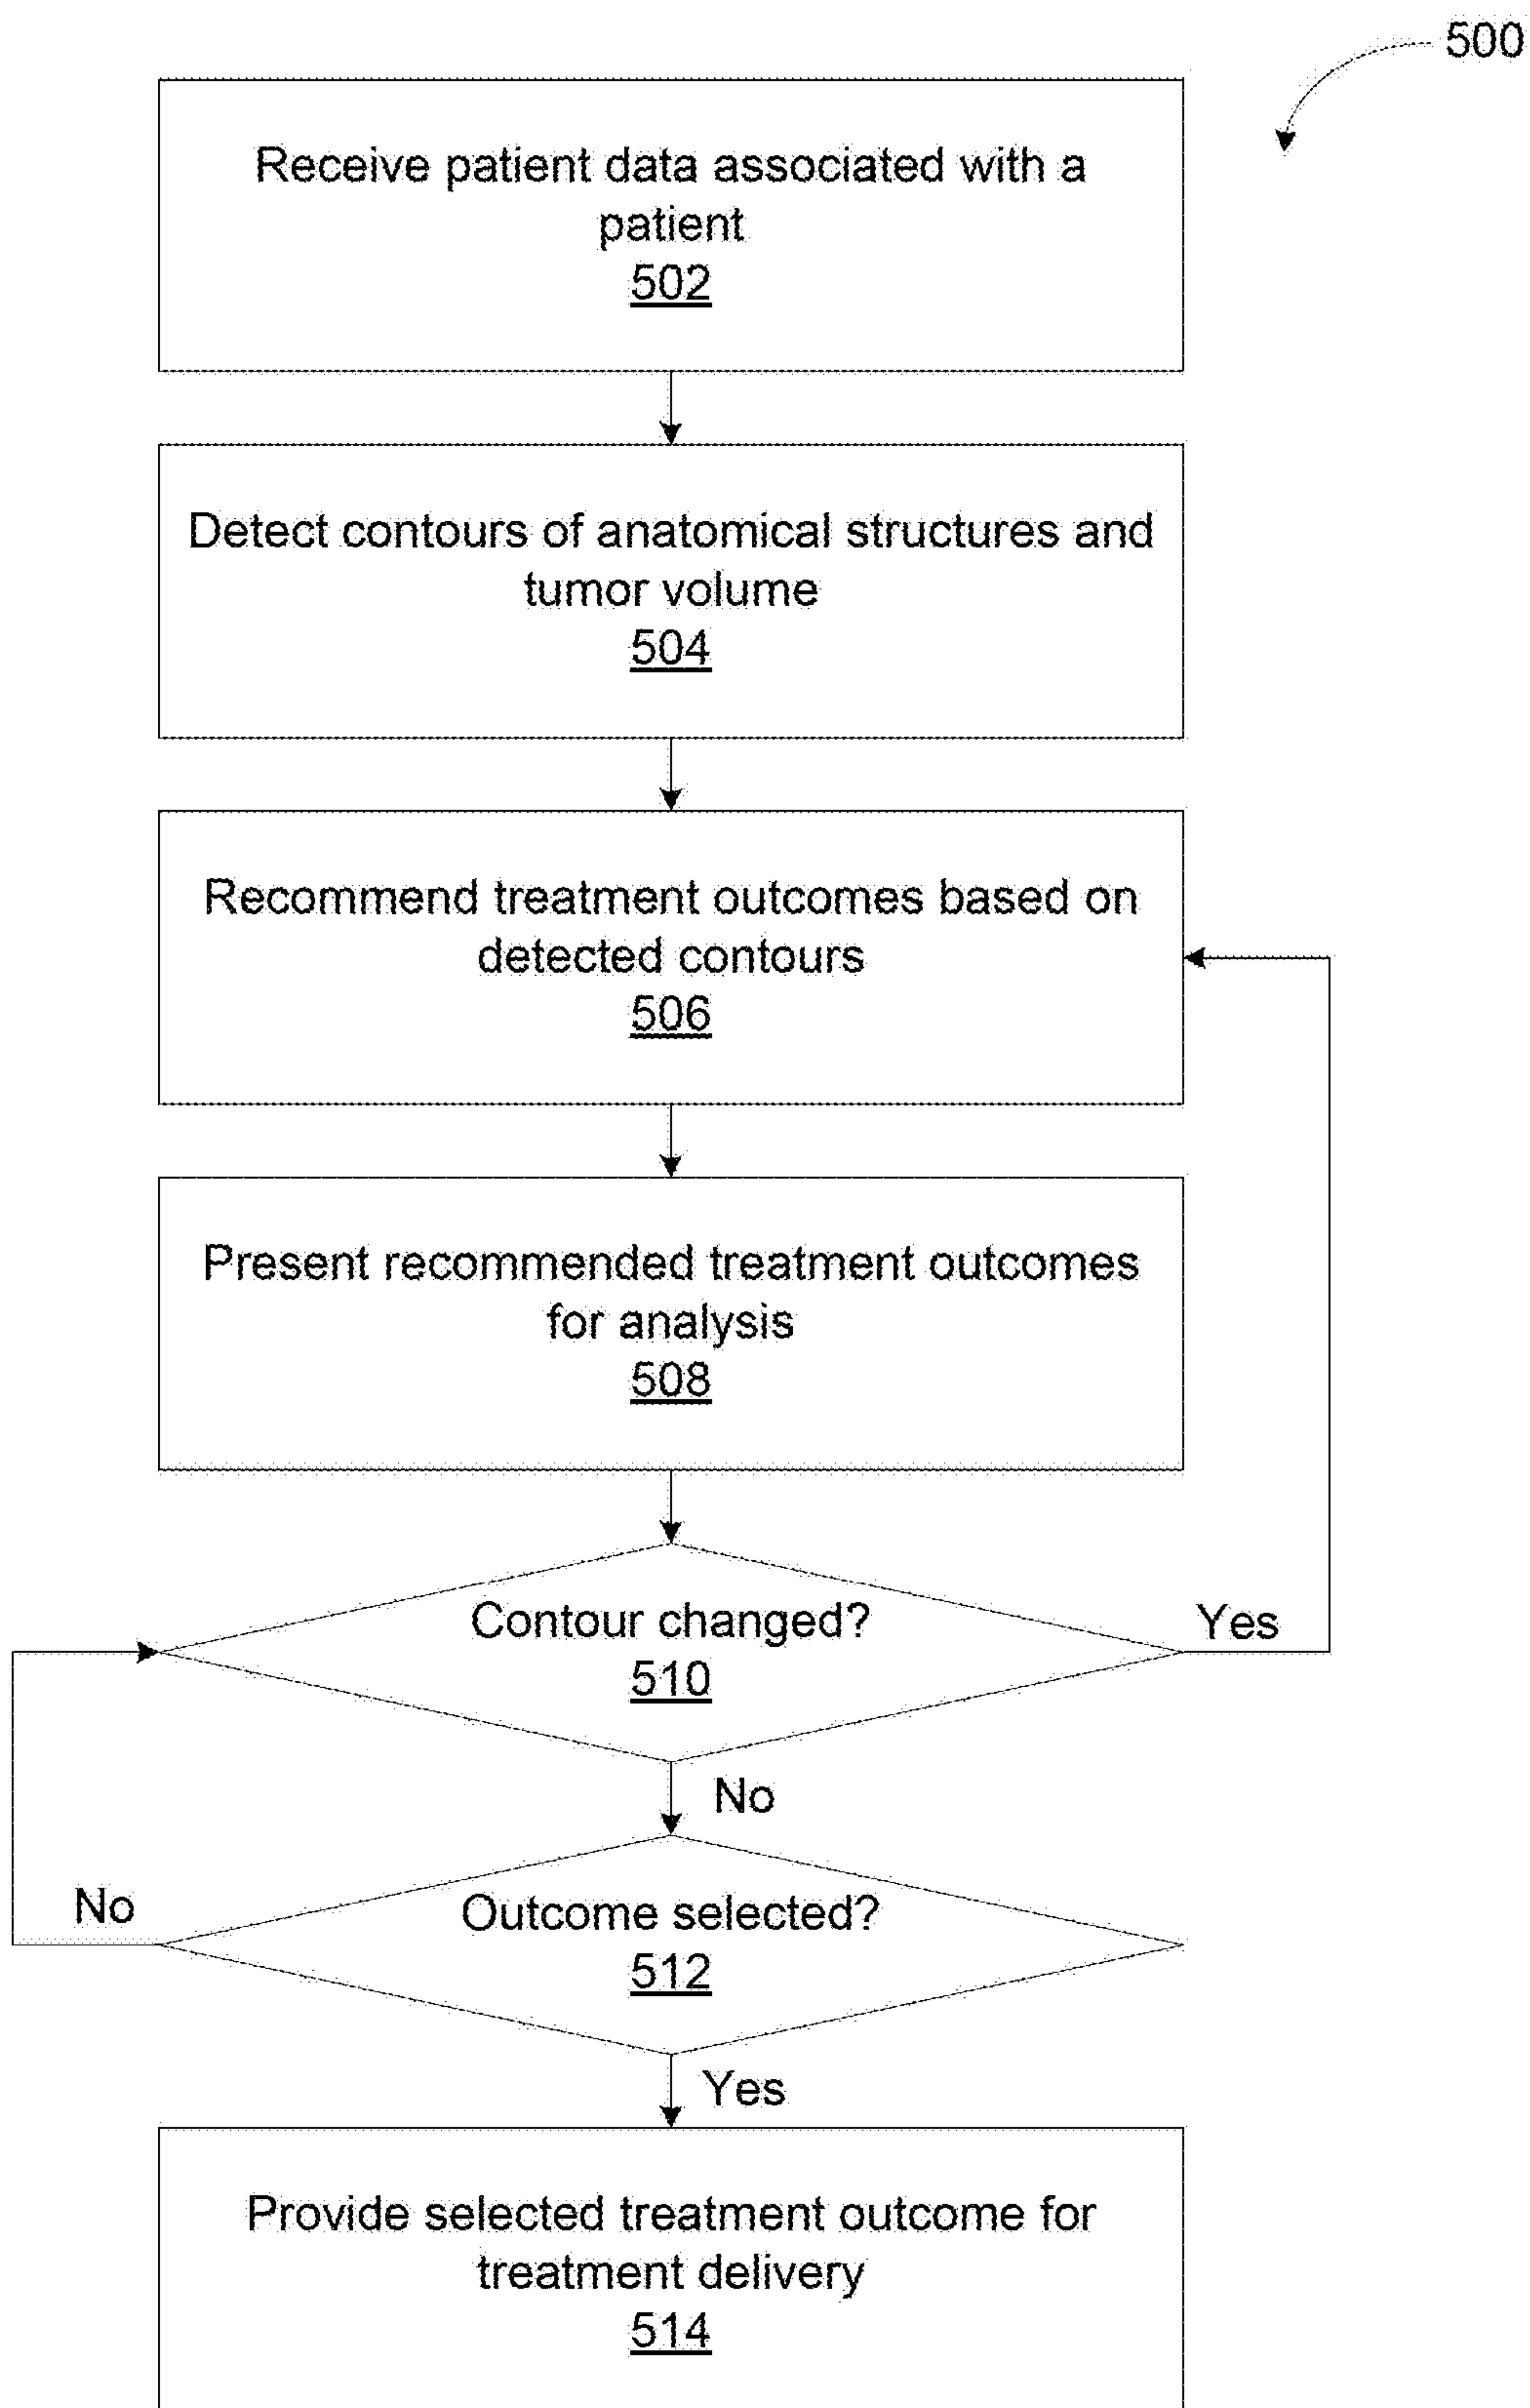 500
Receive patient data associated with a
patient
502
Detect contours of anatomical structures and
tumor volume
504
Recommend treatment outcomes based on
detected contours
506
Present recommended treatment outcomes
for analysis
508
Contour changed?
510
Yes
No
Outcome selected?
512
No
Yes
Provide selected treatment outcome for
treatment delivery
514